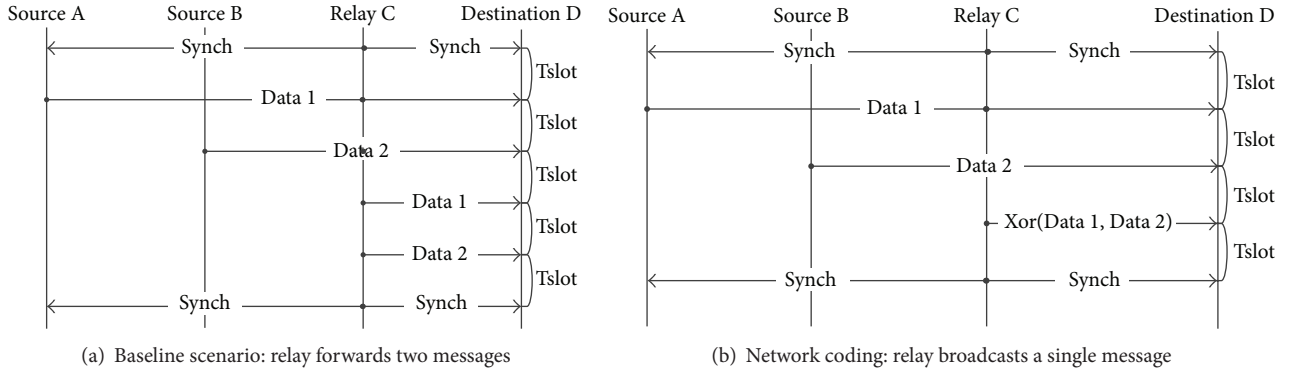 Source A Source B Relay C Destination D
Synch Synch
Tslot
Data 1
Tslot
Data 2
Tslot
Data 1
Tslot
Data 2
Tslot
Synch Synch
(a) Baseline scenario: relay forwards two messages
Source A Source B Relay C Destination D
Synch Synch
Tslot
Data 1
Tslot
Data 2
Tslot
Xor(Data 1, Data 2)
Tslot
Synch Synch
(b) Network coding: relay broadcasts a single message